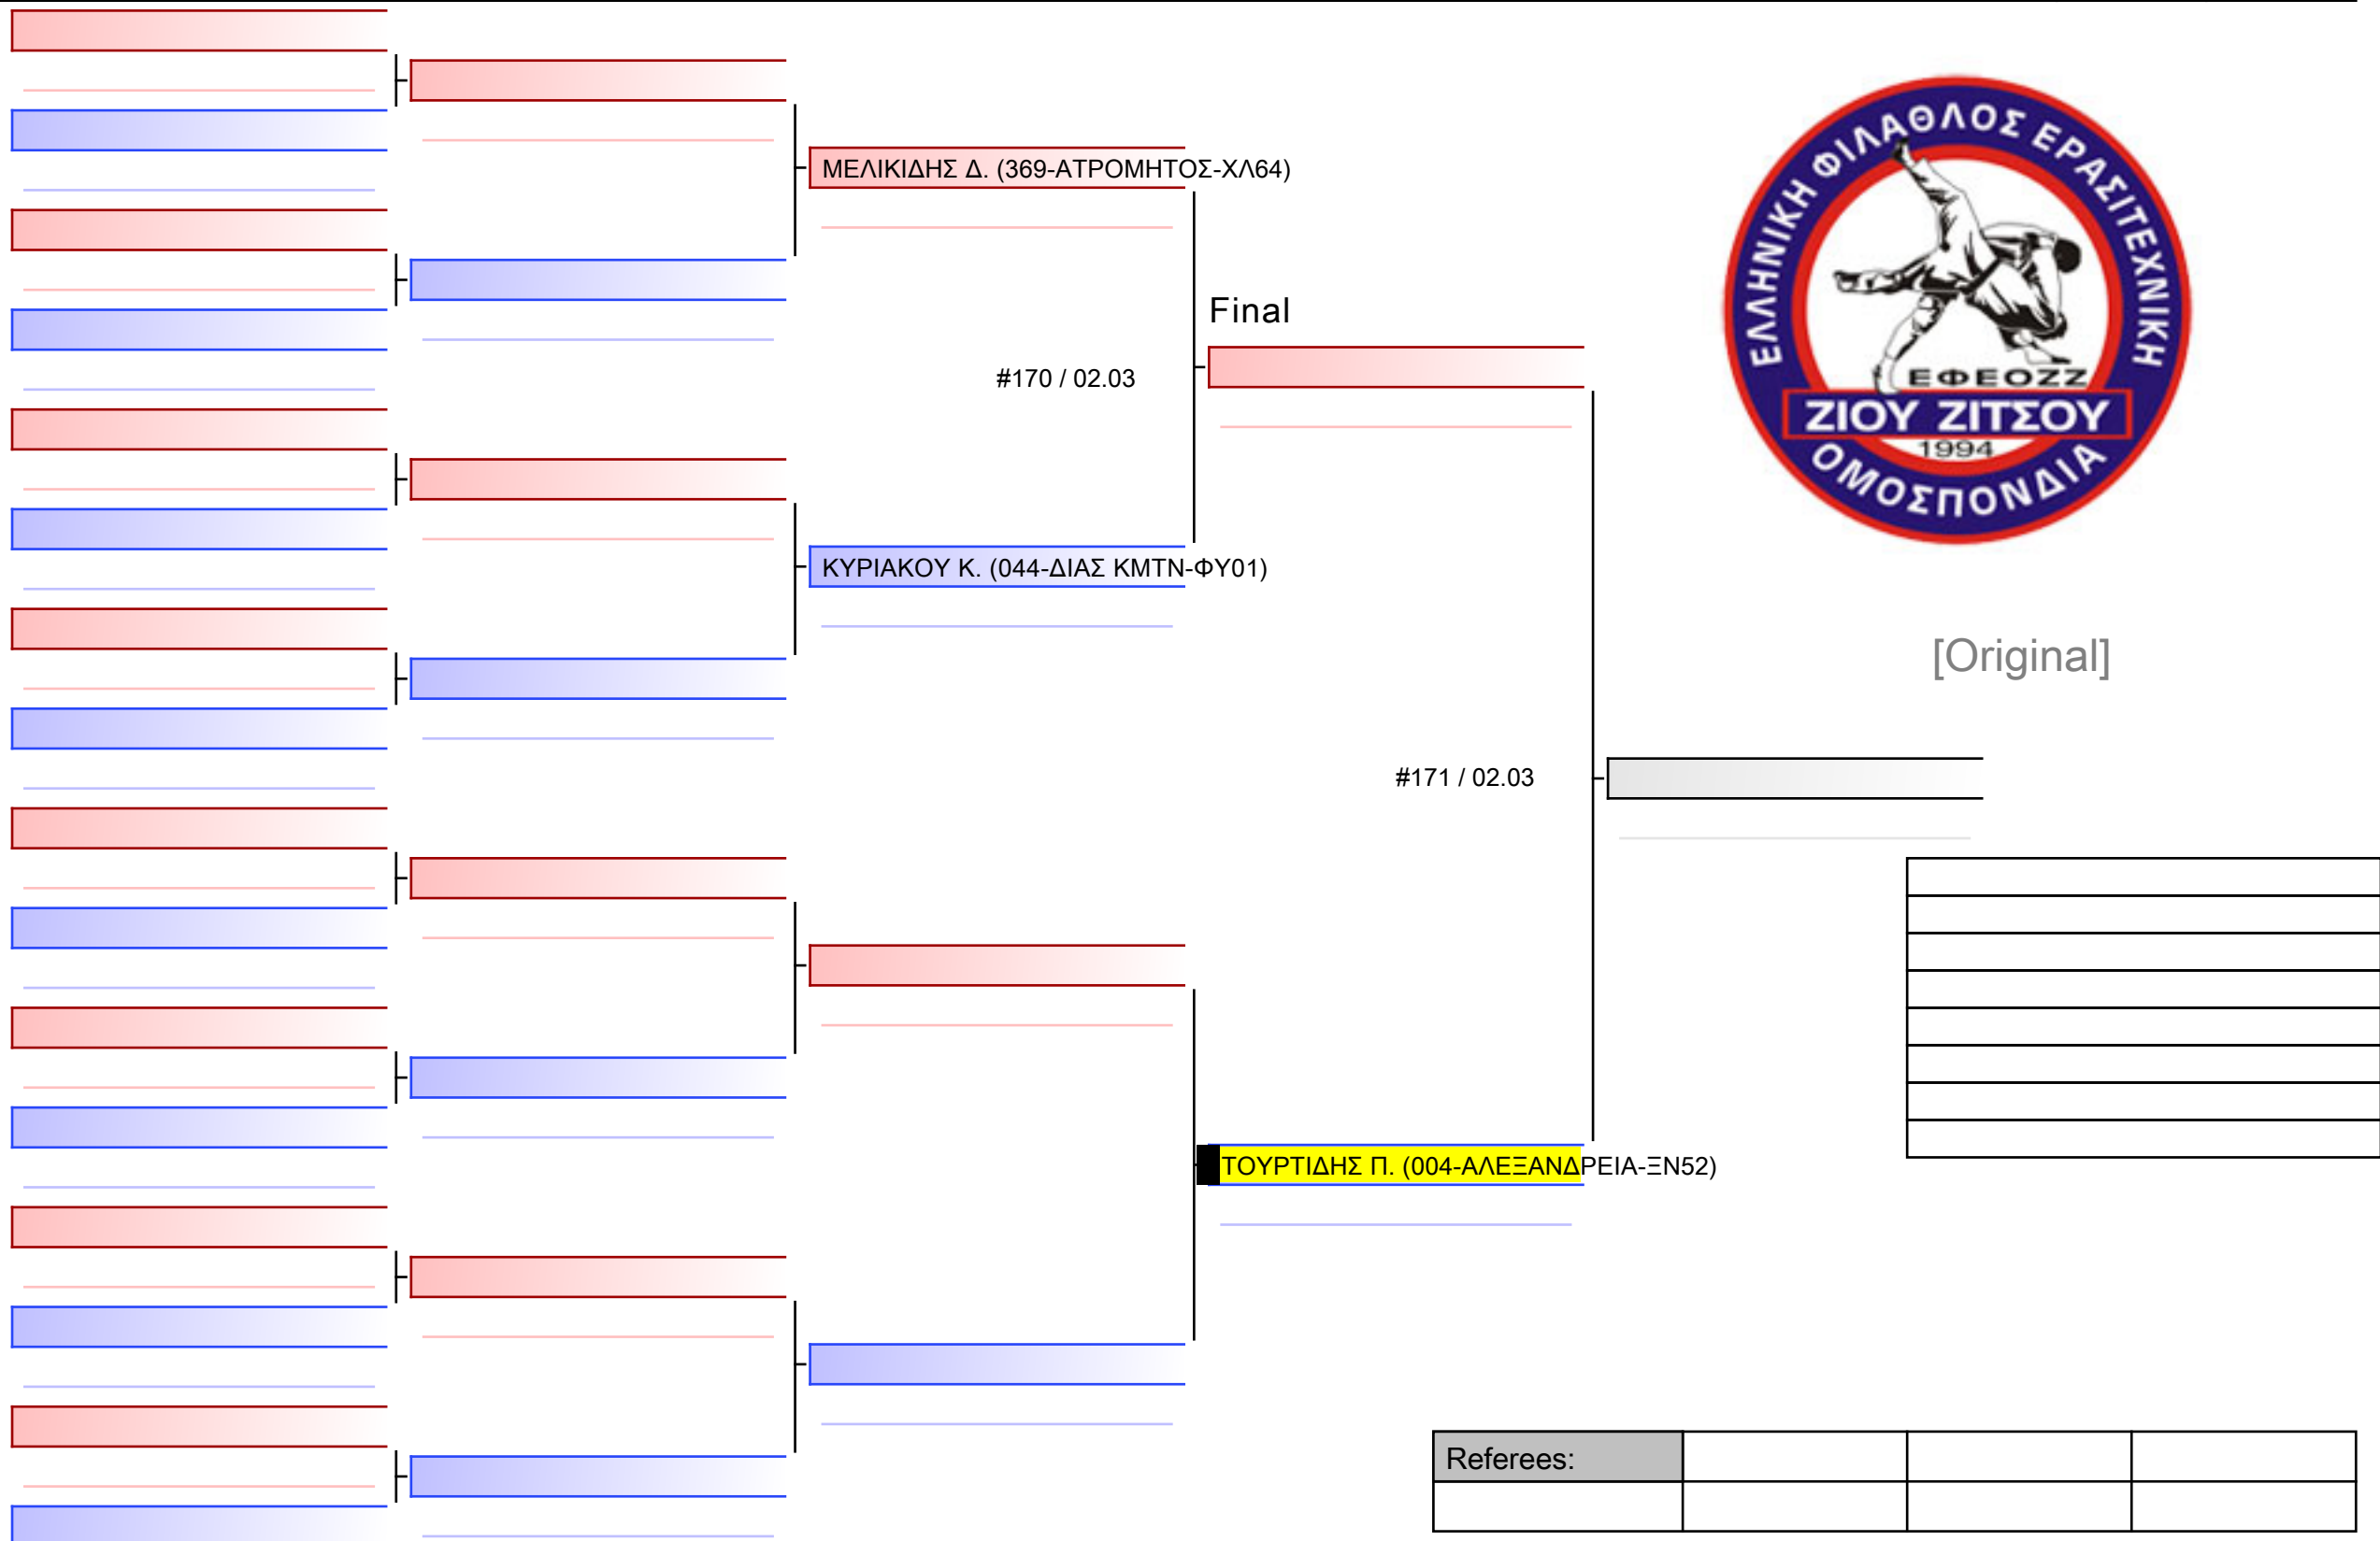 ΜΕΛΙΚΙΔΗΣ Δ. (369-ΑΤΡΟΜΗΤΟΣ-ΧΛ64)
Final
#170 / 02.03
ΚΥΡΙΑΚΟΥ Κ. (044-ΔΙΑΣ ΚΜΤΝ-ΦΥ01)
ΕΛΛΗΝΙΚΗ ΦΙΛΑΘΛΟΣ ΕΡΑΣΙΤΕΧΝΙΚΗ
ΕΦΕΟΖΖ
ΖΙΟΥ ΖΙΤΣΟΥ
1994
ΟΜΟΣΠΟΝΔΙΑ
[Original]
#171 / 02.03
ΤΟΥΡΤΙΔΗΣ Π. (004-ΑΛΕΞΑΝΔΡΕΙΑ-ΞΝ52)
Referees: